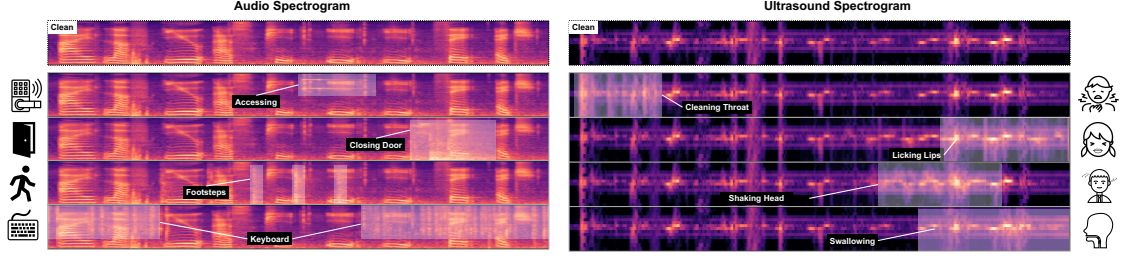 Audio Spectrogram
Clean
Accessing
Closing Door
Footsteps
Keyboard
Ultrasound Spectrogram
Clean
Cleaning Throat
Licking Lips
Shaking Head
Swallowing